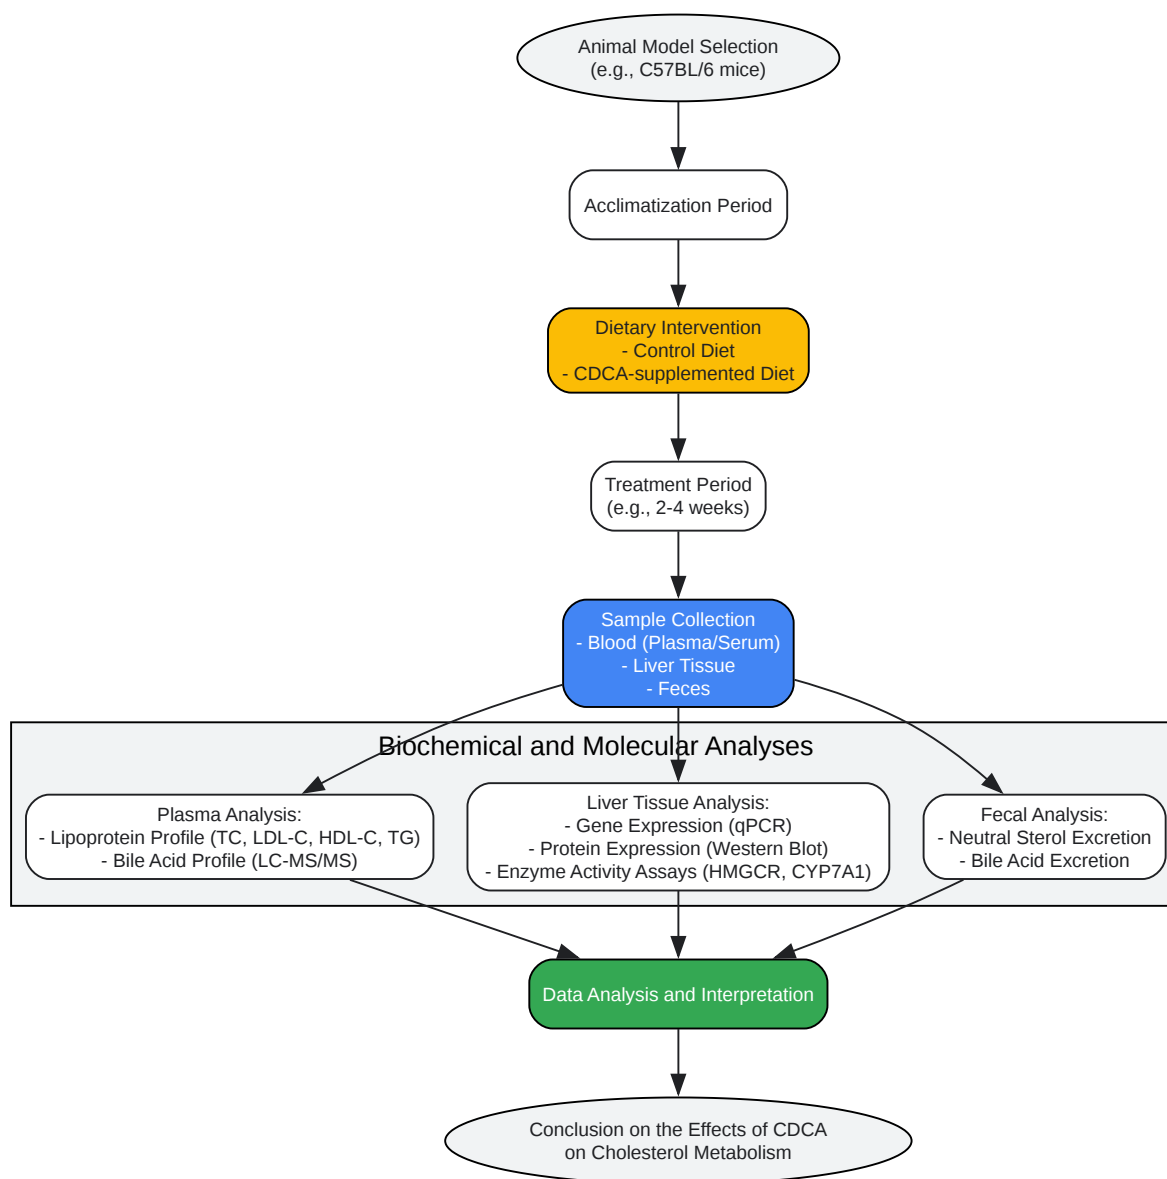 Animal Model Selection
(e.g., C57BL/6 mice)
Acclimatization Period
Dietary Intervention
- Control Diet
- CDCA-supplemented Diet
Treatment Period
(e.g., 2-4 weeks)
Sample Collection
- Blood (Plasma/Serum)
- Liver Tissue
- Feces
Biochemical and Molecular Analyses
Plasma Analysis:
- Lipoprotein Profile (TC, LDL-C, HDL-C, TG)
- Bile Acid Profile (LC-MS/MS)
Liver Tissue Analysis:
- Gene Expression (qPCR)
- Protein Expression (Western Blot)
- Enzyme Activity Assays (HMGCR, CYP7A1)
Fecal Analysis:
- Neutral Sterol Excretion
- Bile Acid Excretion
Data Analysis and Interpretation
Conclusion on the Effects of CDCA
on Cholesterol Metabolism